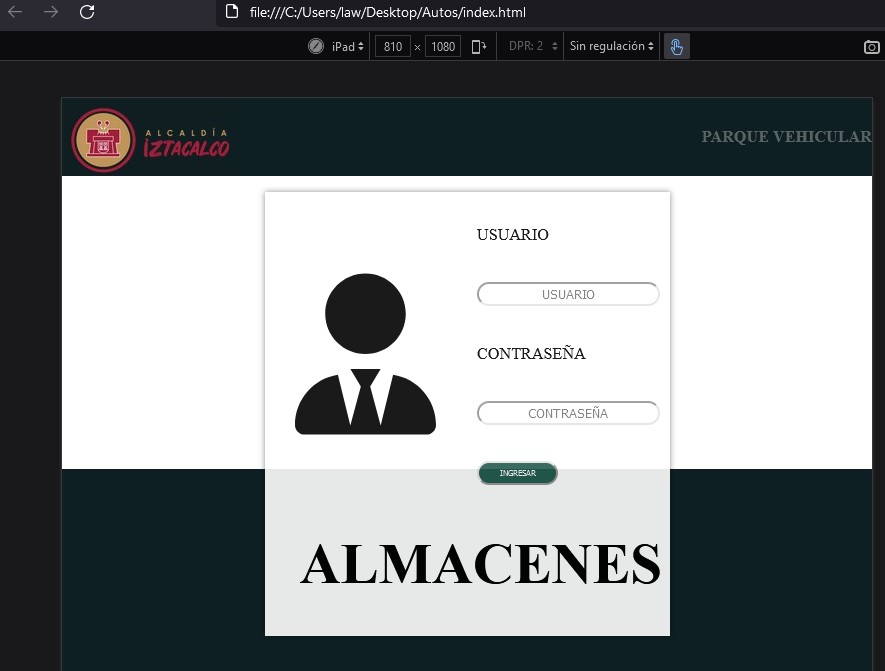 file:///C:/Users/law/Desktop/Autos/index.html
iPad 810 × 1080 DPR: 2 Sin regulación
ALCALDÍA
iZTACALCO
PARQUE VEHICULAR
USUARIO
USUARIO
CONTRASEÑA
CONTRASEÑA
INGRESAR
ALMACENES